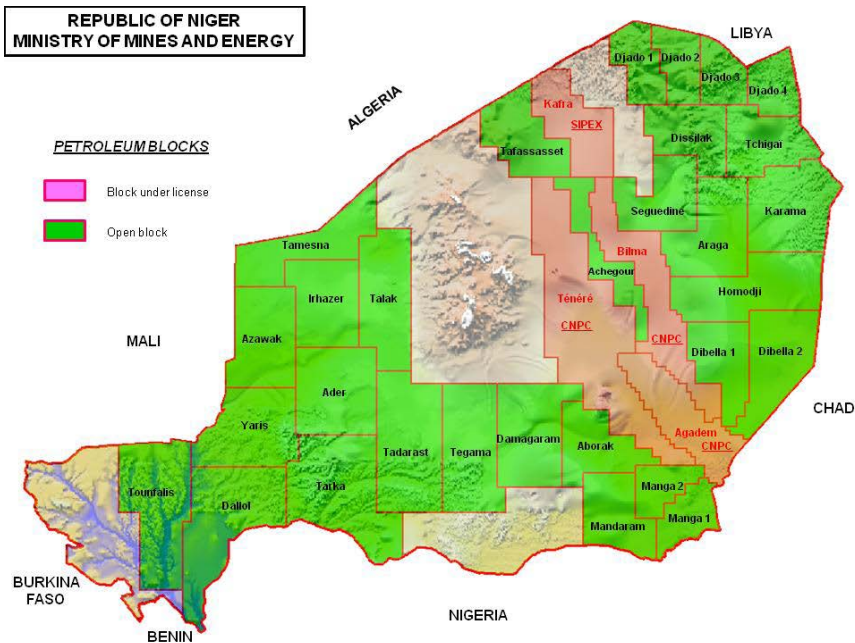 REPUBLIC OF NIGER
MINISTRY OF MINES AND ENERGY
LIBYA
ALGERIA
PETROLEUM BLOCKS
Block under license
Open block
Djado 1
Djado 2
Djado 3
Djado 4
Kafra
SIPEX
Tafassasset
Dissilak
Tchigai
Seguedine
Karama
Tamesna
Bilma
Araga
Achegour
Irhazer
Talak
Ténéré
Homodji
CNPC
MALI
Azawak
CNPC
Dibella 1
Dibella 2
Ader
CHAD
Yaris
Agadem
CNPC
Damagaram
Aborak
Tadarast
Tegama
Tounfalis
Dallol
Tarka
Manga 2
Manga 1
Mandaram
BURKINA
FASO
NIGERIA
BENIN